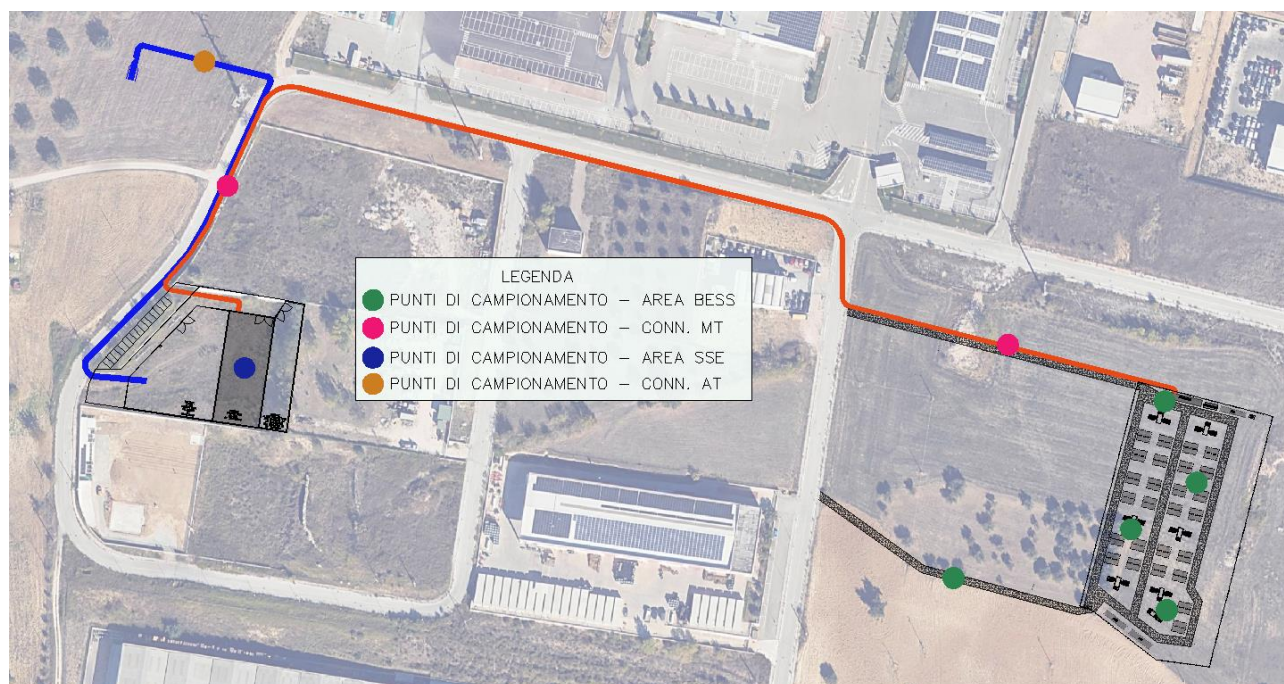 LEGENDA
PUNTI DI CAMPIONAMENTO – AREA BESS
PUNTI DI CAMPIONAMENTO – CONN. MT
PUNTI DI CAMPIONAMENTO – AREA SSE
PUNTI DI CAMPIONAMENTO – CONN. AT